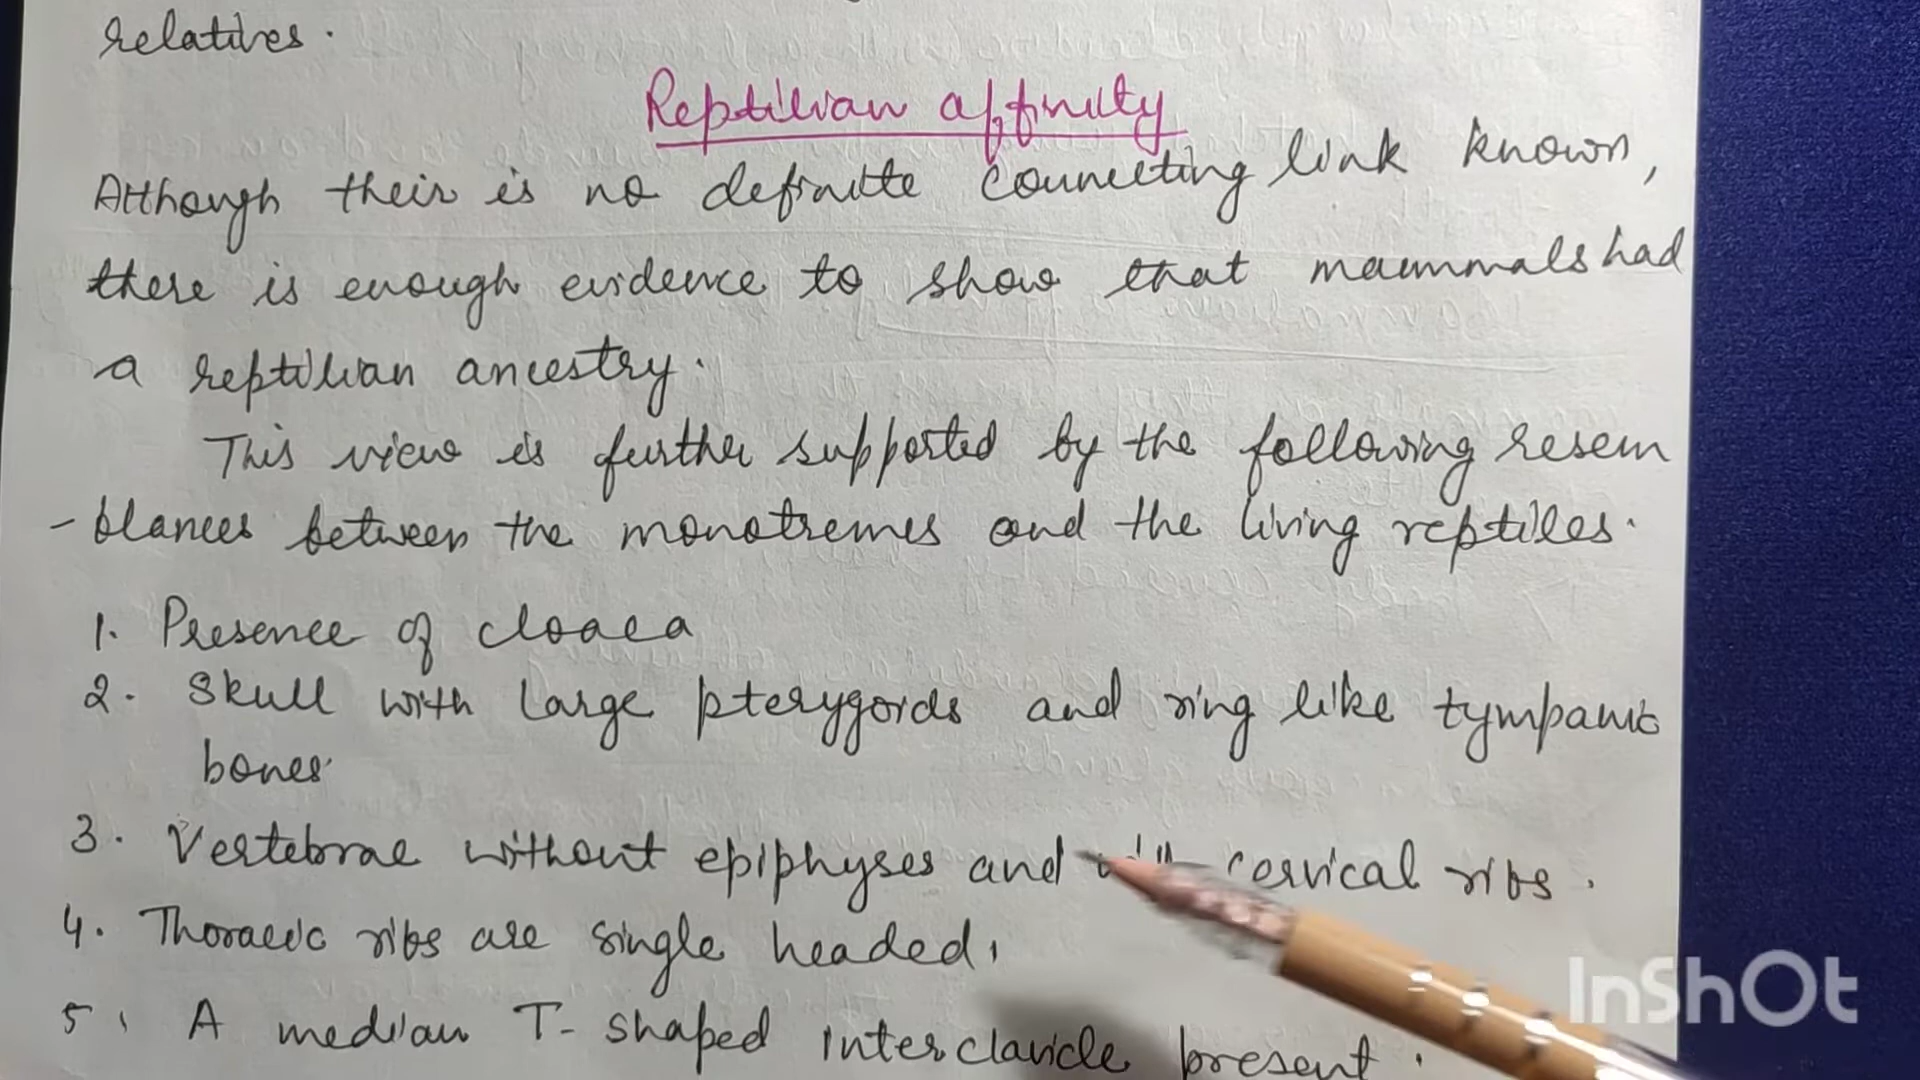 relatives.
Reptilian affinity
Although their is no definite connecting link known,
there is enough evidence to show that mammals had
a reptilian ancestry.
This view is further supported by the following resem
-blances between the monotremes and the living reptiles.
1. Presence of cloaca
2. Skull with large pterygoids and ring like tympanic
bones
3. Vertebrae without epiphyses and cervical ribs.
4. Thoracic ribs are single headed.
5. A median T-shaped interclavicle present.
InShOt